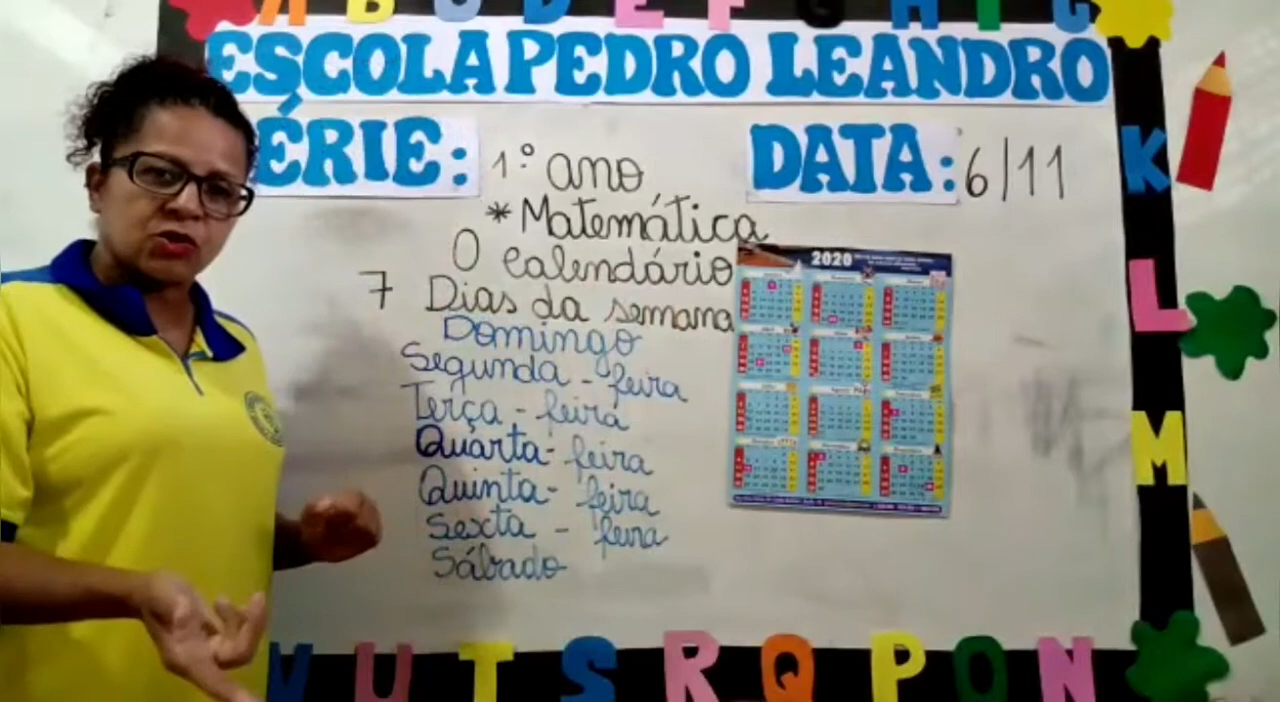 A B C D E F G H I J
ESCOLA PEDRO LEANDRO
ÉRIE: 1º ano DATA: 6/11
* Matemática
O calendário
7 Dias da semana
Domingo
Segunda - feira
Terça - feira
Quarta - feira
Quinta - feira
Sexta - feira
Sábado
2020
K
L
M
V U T S R Q P O N